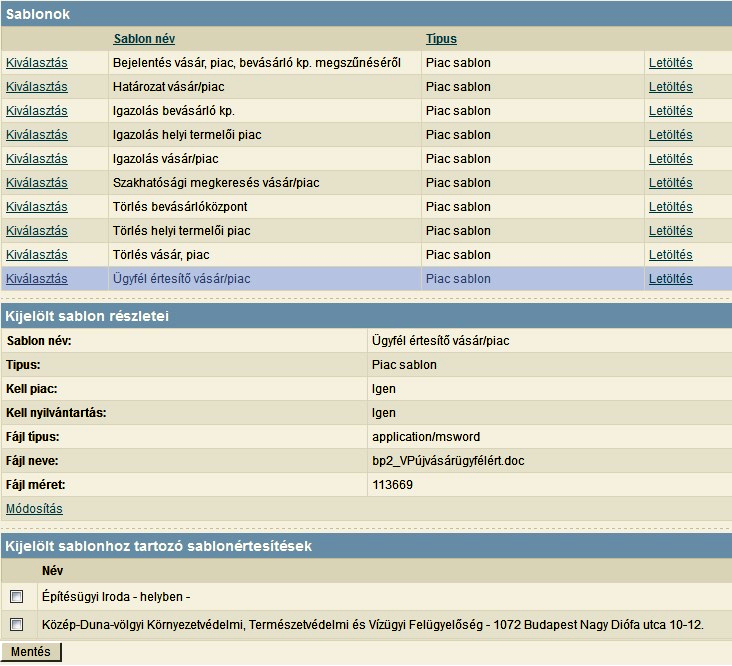 Sablonok
Sablon név Típus
Kiválasztás Bejelentés vásár, piac, bevásárló kp. megszűnéséről Piac sablon Letöltés
Kiválasztás Határozat vásár/piac Piac sablon Letöltés
Kiválasztás Igazolás bevásárló kp. Piac sablon Letöltés
Kiválasztás Igazolás helyi termelői piac Piac sablon Letöltés
Kiválasztás Igazolás vásár/piac Piac sablon Letöltés
Kiválasztás Szakhatósági megkeresés vásár/piac Piac sablon Letöltés
Kiválasztás Törlés bevásárlóközpont Piac sablon Letöltés
Kiválasztás Törlés helyi termelői piac Piac sablon Letöltés
Kiválasztás Törlés vásár, piac Piac sablon Letöltés
Kiválasztás Ügyfél értesítő vásár/piac Piac sablon Letöltés
Kijelölt sablon részletei
Sablon név: Ügyfél értesítő vásár/piac
Tipus: Piac sablon
Kell piac: Igen
Kell nyilvántartás: Igen
Fájl típus: application/msword
Fájl neve: bp2_VPújvásárügyfélért.doc
Fájl méret: 113669
Módosítás
Kijelölt sablonhoz tartozó sablonértesítések
Név
Építésügyi Iroda - helyben -
Közép-Duna-völgyi Környezetvédelmi, Természetvédelmi és Vízügyi Felügyelőség - 1072 Budapest Nagy Diófa utca 10-12.
Mentés